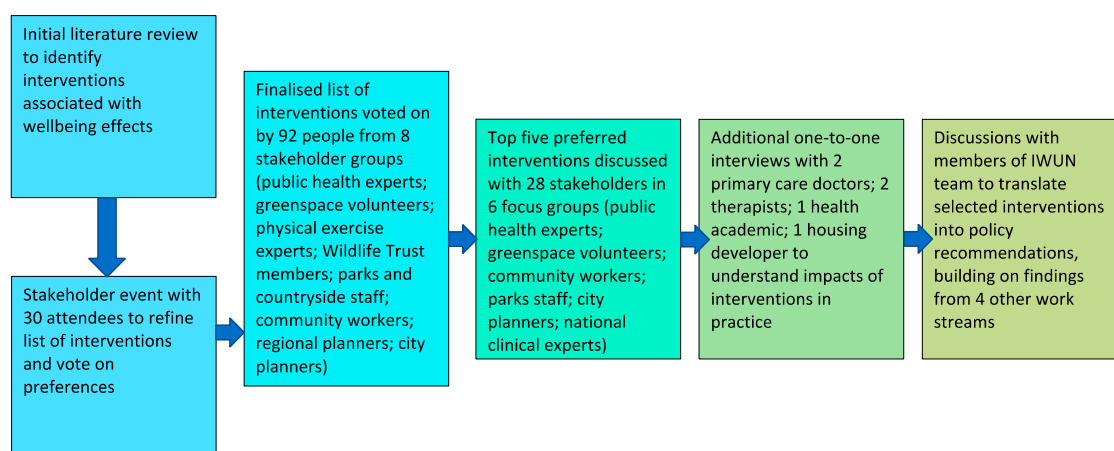 Initial literature review
to identify
interventions
associated with
wellbeing effects
Stakeholder event with
30 attendees to refine
list of interventions
and vote on
preferences
Finalised list of
interventions voted on
by 92 people from 8
stakeholder groups
(public health experts;
greenspace volunteers;
physical exercise
experts; Wildlife Trust
members; parks and
countryside staff;
community workers;
regional planners; city
planners)
Top five preferred
interventions discussed
with 28 stakeholders in
6 focus groups (public
health experts;
greenspace volunteers;
community workers;
parks staff; city
planners; national
clinical experts)
Additional one-to-one
interviews with 2
primary care doctors; 2
therapists; 1 health
academic; 1 housing
developer to
understand impacts of
interventions in
practice
Discussions with
members of IWUN
team to translate
selected interventions
into policy
recommendations,
building on findings
from 4 other work
streams